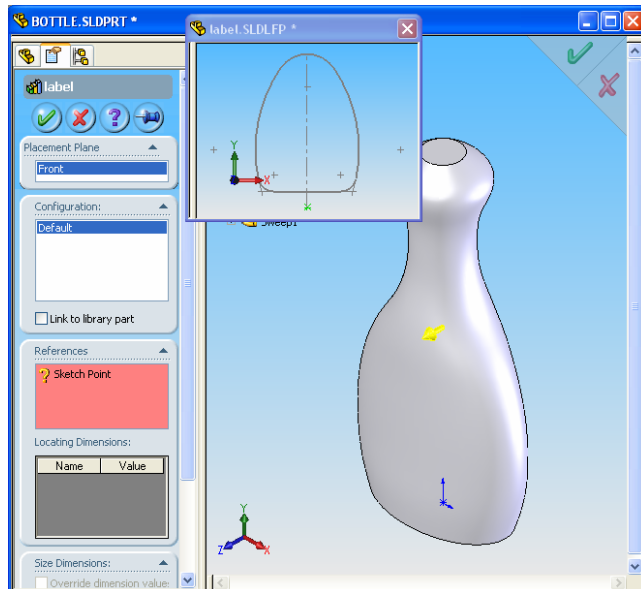 BOTTLE.SLDPRT *
label.SLDLFP *
label
Placement Plane
Front
Configuration:
Default
Link to library part
References
Sketch Point
Locating Dimensions:
Name Value
Size Dimensions:
Override dimension value:
Sweep1
Y
X
Y
Z
X